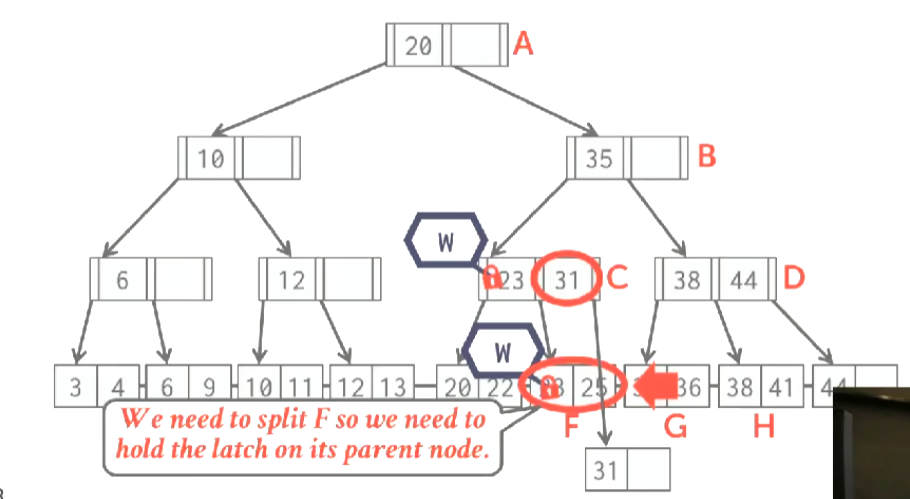 20 A
10 35 B
W
6 12 23 31 C 38 44 D
W
3 4 6 9 10 11 12 13 20 22 25 36 38 41 44
We need to split F so we need to
hold the latch on its parent node.
F G H
31